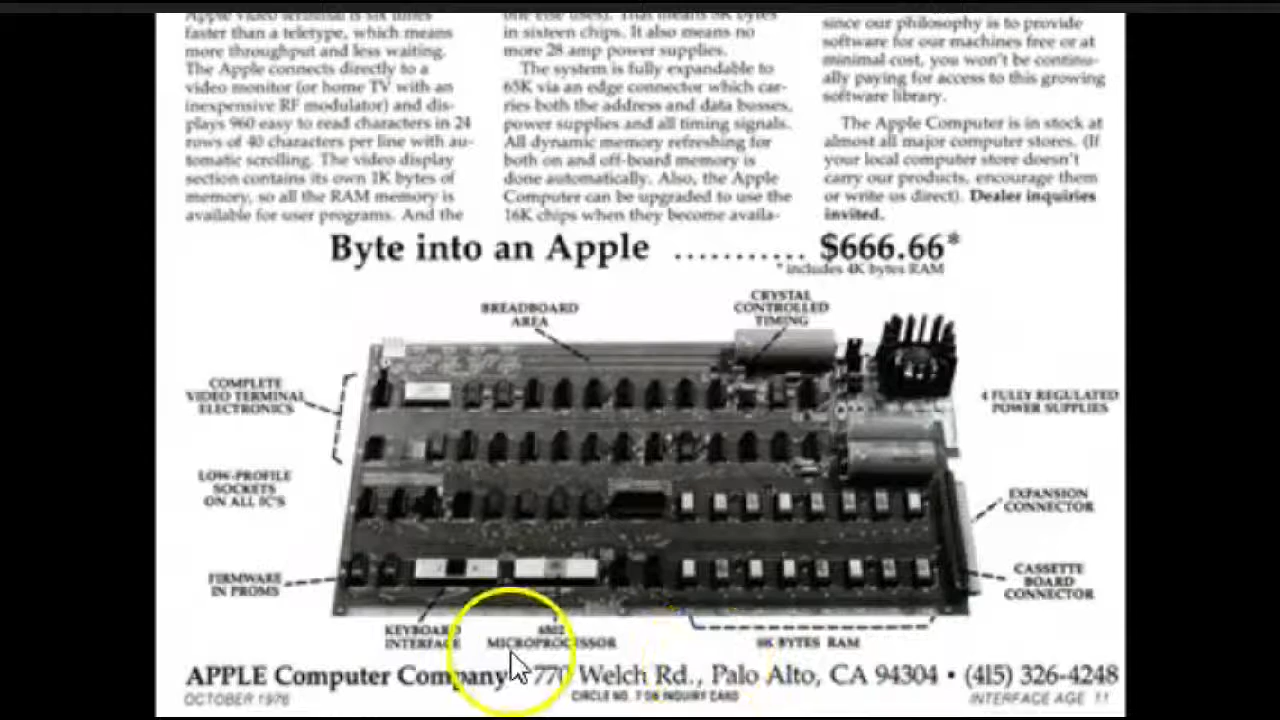 Apple video terminal is six times
faster than a teletype, which means
more throughput and less waiting.
The Apple connects directly to a
video monitor (or home TV with an
inexpensive RF modulator) and dis-
plays 960 easy to read characters in 24
rows of 40 characters per line with au-
tomatic scrolling. The video display
section contains its own 1K bytes of
memory, so all the RAM memory is
available for user programs. And the
one else uses). That means 8K bytes
in sixteen chips. It also means no
more 28 amp power supplies.
The system is fully expandable to
65K via an edge connector which car-
ries both the address and data busses,
power supplies and all timing signals.
All dynamic memory refreshing for
both on and off-board memory is
done automatically. Also, the Apple
Computer can be upgraded to use the
16K chips when they become availa-
since our philosophy is to provide
software for our machines free or at
minimal cost, you won't be continu-
ally paying for access to this growing
software library.
The Apple Computer is in stock at
almost all major computer stores. (If
your local computer store doesn't
carry our products, encourage them
or write us direct). Dealer inquiries
invited.
Byte into an Apple ........... $666.66*
*includes 4K bytes RAM
BREADBOARD
AREA
CRYSTAL
CONTROLLED
TIMING
COMPLETE
VIDEO TERMINAL
ELECTRONICS
4 FULLY REGULATED
POWER SUPPLIES
LOW-PROFILE
SOCKETS
ON ALL IC'S
EXPANSION
CONNECTOR
FIRMWARE
IN PROMS
CASSETTE
BOARD
CONNECTOR
KEYBOARD
INTERFACE
6502
MICROPROCESSOR
8K BYTES RAM
APPLE Computer Company • 770 Welch Rd., Palo Alto, CA 94304 • (415) 326-4248
OCTOBER 1976
CIRCLE NO. 7 ON INQUIRY CARD
INTERFACE AGE 11